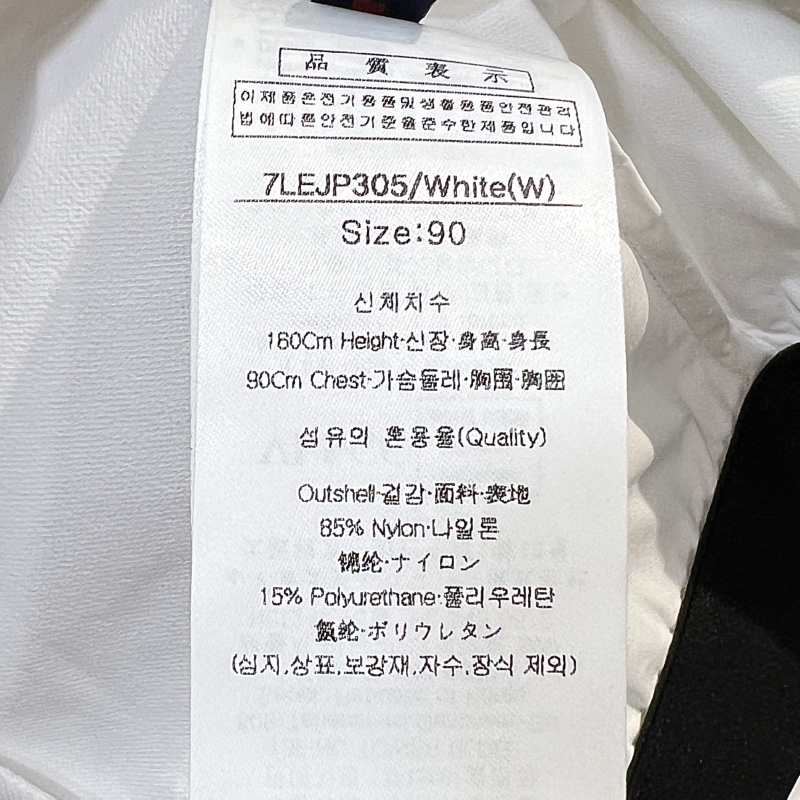 品質表示
이 제품은 전기용품 및 생활용품 안전관리
법에 따른 안전기준을 준수한 제품입니다
7LEJP305/White(W)
Size:90
신체치수
160Cm Height·신장·身高·身長
90Cm Chest·가슴둘레·胸围·胸囲
섬유의 혼용율(Quality)
Outshell·겉감·面料·表地
85% Nylon·나일론
锦纶·ナイロン
15% Polyurethane·폴리우레탄
氨纶·ポリウレタン
(심지,상표,보강재,자수,장식 제외)